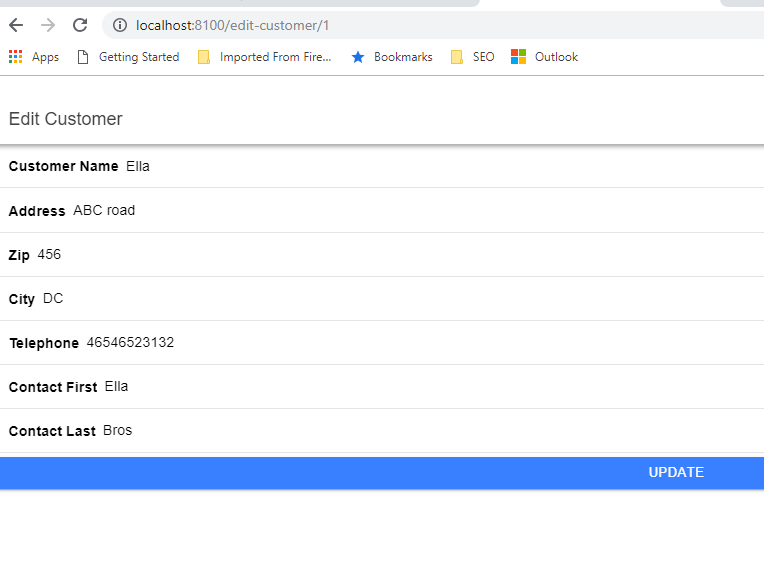 localhost:8100/edit-customer/1
Apps Getting Started Imported From Fire... Bookmarks SEO Outlook
Edit Customer
Customer Name Ella
Address ABC road
Zip 456
City DC
Telephone 46546523132
Contact First Ella
Contact Last Bros
UPDATE